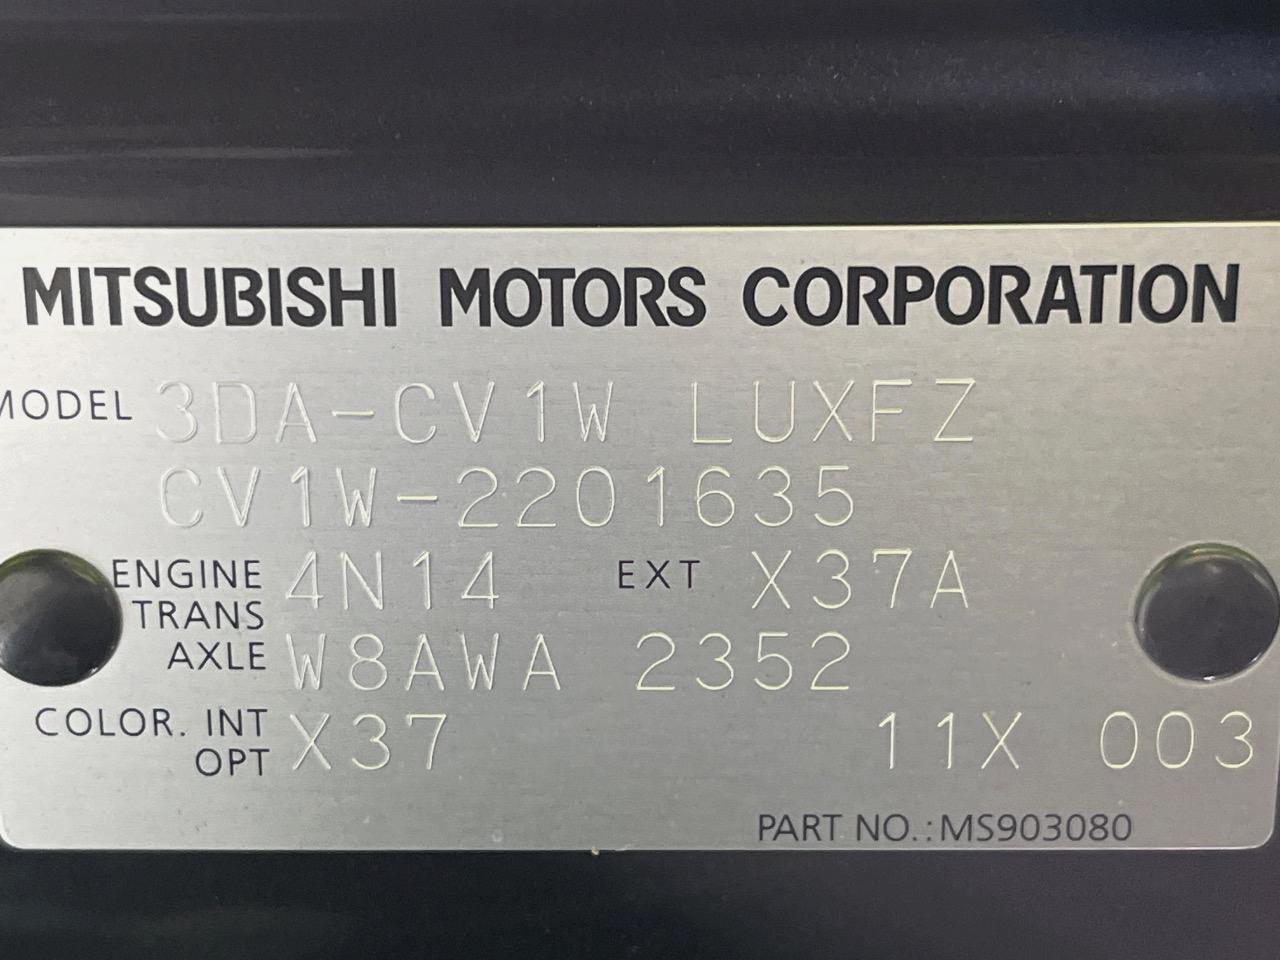 MITSUBISHI MOTORS CORPORATION
MODEL 3DA-CV1W LUXFZ
CV1W-2201635
ENGINE 4N14 EXT X37A
TRANS
AXLE W8AWA 2352
COLOR. INT X37 11X 003
OPT
PART NO.:MS903080